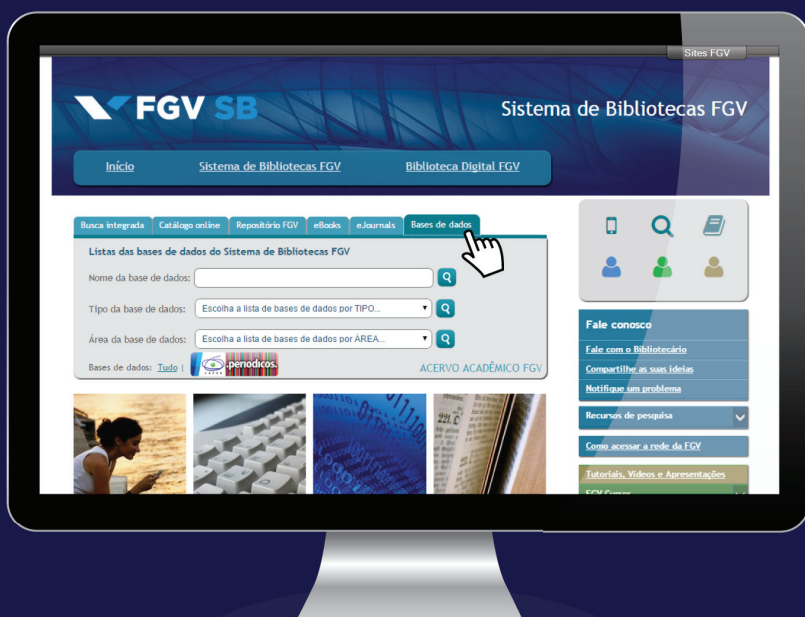 Sites FGV
FGV SB
Sistema de Bibliotecas FGV
Início Sistema de Bibliotecas FGV Biblioteca Digital FGV
Busca integrada Catálogo online Repositório FGV eBooks eJournals Bases de dados
Listas das bases de dados do Sistema de Bibliotecas FGV
Nome da base de dados:
Tipo da base de dados: Escolha a lista de bases de dados por TIPO...
Área da base de dados: Escolha a lista de bases de dados por ÁREA...
Bases de dados: Tudo | .periodicos. ACERVO ACADÊMICO FGV
Fale conosco
Fale com o Bibliotecário
Compartilhe as suas ideias
Notifique um problema
Recursos de pesquisa
Como acessar a rede da FGV
Tutoriais, Vídeos e Apresentações
FGV Cursos
221.